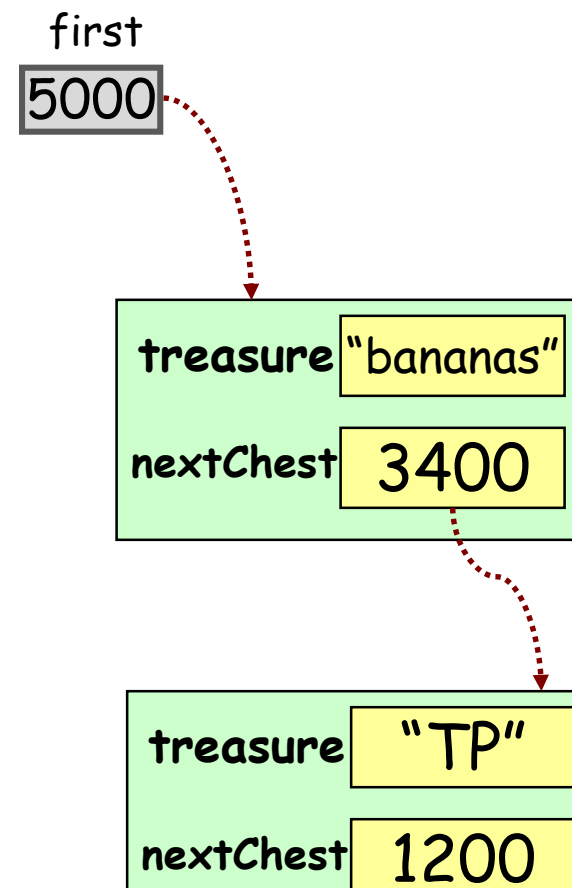 first
5000
treasure “bananas”
nextChest 3400
treasure “TP”
nextChest 1200